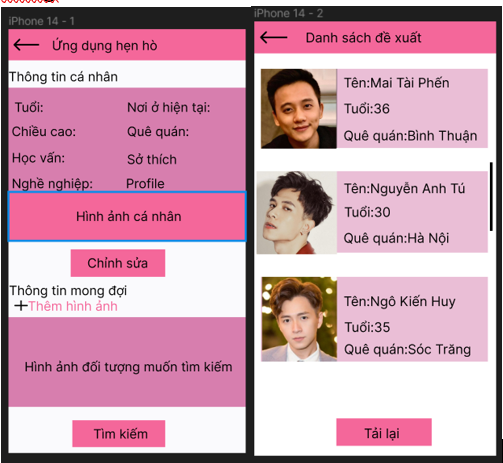 iPhone 14 - 1
Ứng dụng hẹn hò
Thông tin cá nhân
Tuổi: Nơi ở hiện tại:
Chiều cao: Quê quán:
Học vấn: Sở thích
Nghề nghiệp: Profile
Hình ảnh cá nhân
Chỉnh sửa
Thông tin mong đợi
+Thêm hình ảnh
Hình ảnh đối tượng muốn tìm kiếm
Tìm kiếm
iPhone 14 - 2
Danh sách đề xuất
Tên:Mai Tài Phến
Tuổi:36
Quê quán:Bình Thuận
Tên:Nguyễn Anh Tú
Tuổi:30
Quê quán:Hà Nội
Tên:Ngô Kiến Huy
Tuổi:35
Quê quán:Sóc Trăng
Tải lại